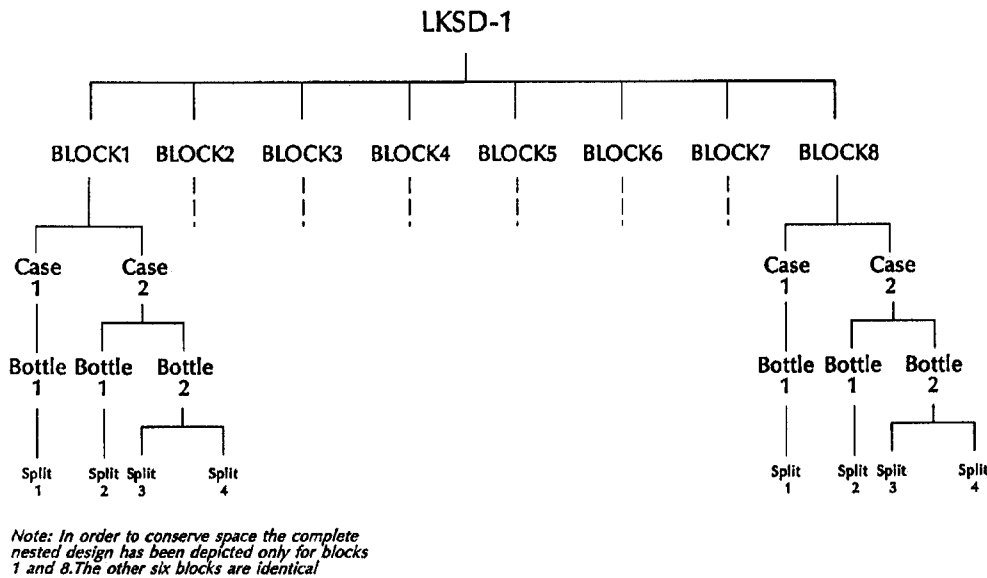 LKSD-1
BLOCK1 BLOCK2 BLOCK3 BLOCK4 BLOCK5 BLOCK6 BLOCK7 BLOCK8
Case Case Case Case
1 2 1 2
Bottle Bottle Bottle Bottle Bottle Bottle
1 1 2 1 1 2
Split Split Split Split Split Split Split Split
1 2 3 4 1 2 3 4
Note: In order to conserve space the complete
nested design has been depicted only for blocks
1 and 8.The other six blocks are identical